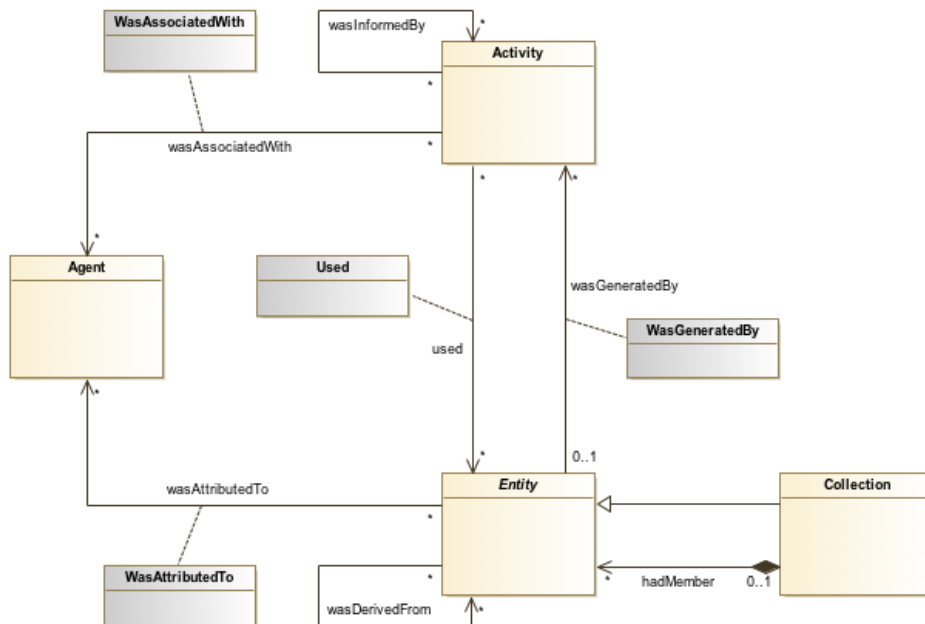 WasAssociatedWith
wasInformedBy
*
Activity
*
wasAssociatedWith
*
*
*
*
Agent
Used
wasGeneratedBy
WasGeneratedBy
used
*
*
0..1
wasAttributedTo
Entity
Collection
*
WasAttributedTo
*
*
hadMember
0..1
wasDerivedFrom
*